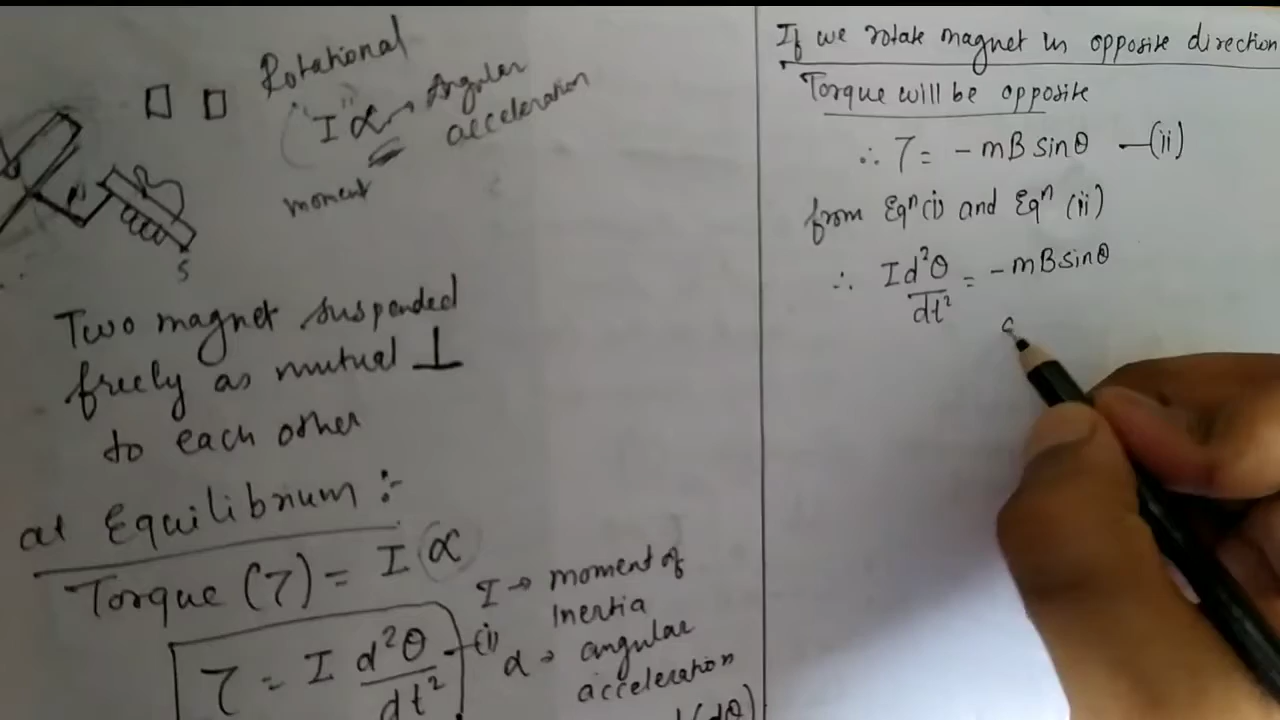 Rotational
"I α → Angular
acceleration
moment
N
S
Two magnet suspended
freely as mutual ⊥
to each other
at Equilibrium :-
Torque (τ) = I α
τ = I d²θ/dt² —(i)
I → moment of
Inertia
α → angular
acceleration
d(dθ)
If we rotate magnet in opposite direction
Torque will be opposite
∴ τ = - mB sinθ —(ii)
from Eqⁿ(i) and Eqⁿ (ii)
∴ I d²θ/dt² = - mB sinθ